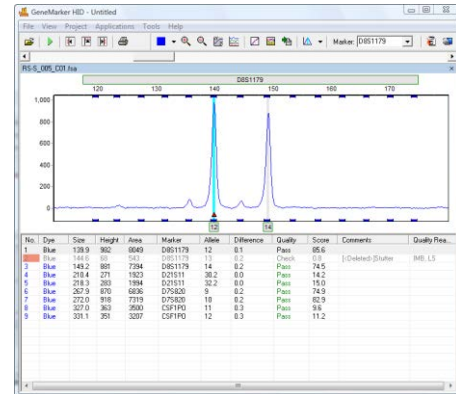 GeneMarker HID - Untitled
File View Project Applications Tools Help
Marker: D8S1179
RS-S_005_C01.fsa
D8S1179
120 130 140 150 160 170
1,000
800
600
400
200
0
12 14
No. Dye Size Height Area Marker Allele Difference Quality Score Comments Quality Rea...
1 Blue 139.9 982 8049 D8S1179 12 0.1 Pass 85.6
Blue 144.6 68 543 D8S1179 13 0.2 Check 0.8 [<Deleted>]Stutter IMB, LS
3 Blue 149.2 881 7394 D8S1179 14 0.2 Pass 74.5
4 Blue 210.4 271 1923 D21S11 30.2 0.0 Pass 14.2
5 Blue 218.3 283 1994 D21S11 32.2 0.0 Pass 15.0
6 Blue 267.9 870 6836 D7S820 9 0.2 Pass 74.9
7 Blue 272.0 918 7319 D7S820 10 0.2 Pass 82.9
8 Blue 327.0 363 3500 CSF1PO 11 0.3 Pass 9.6
9 Blue 331.1 351 3207 CSF1PO 12 0.3 Pass 11.2